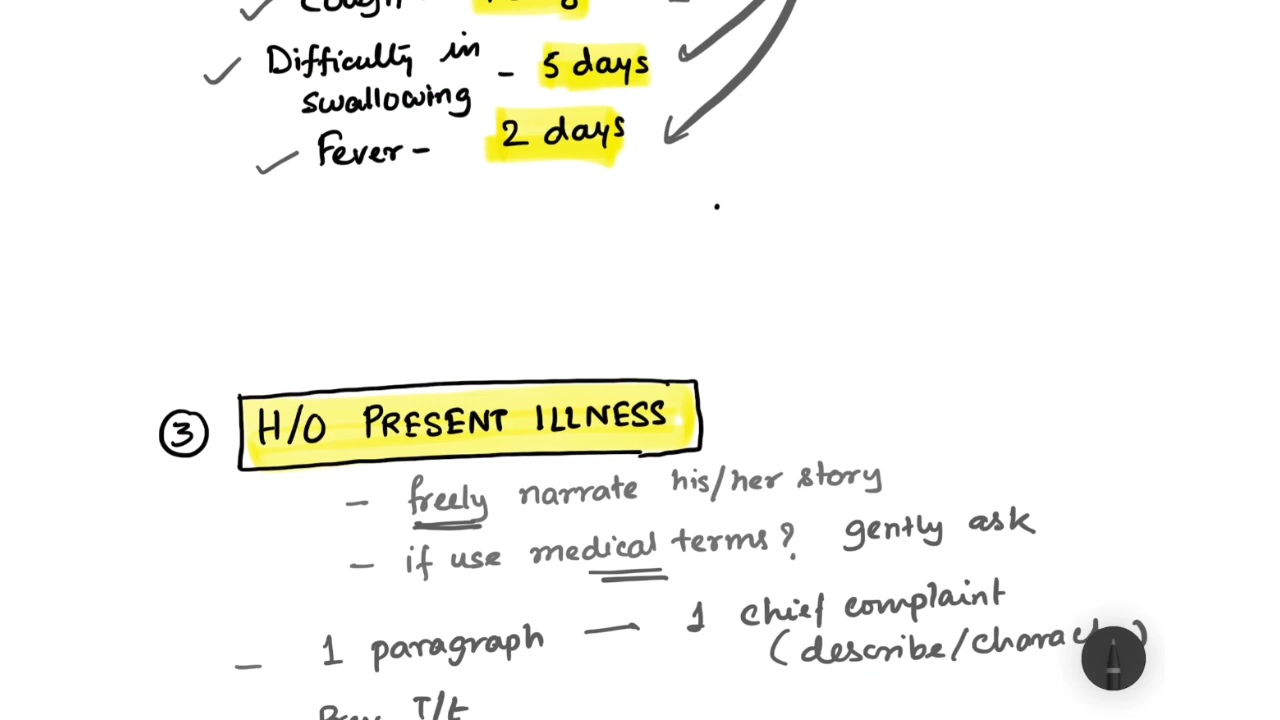 Difficulty in
swallowing - 5 days
Fever - 2 days
3 H/O PRESENT ILLNESS
- freely narrate his/her story
- if use medical terms? gently ask
- 1 paragraph — 1 chief complaint
(describe/
T/t